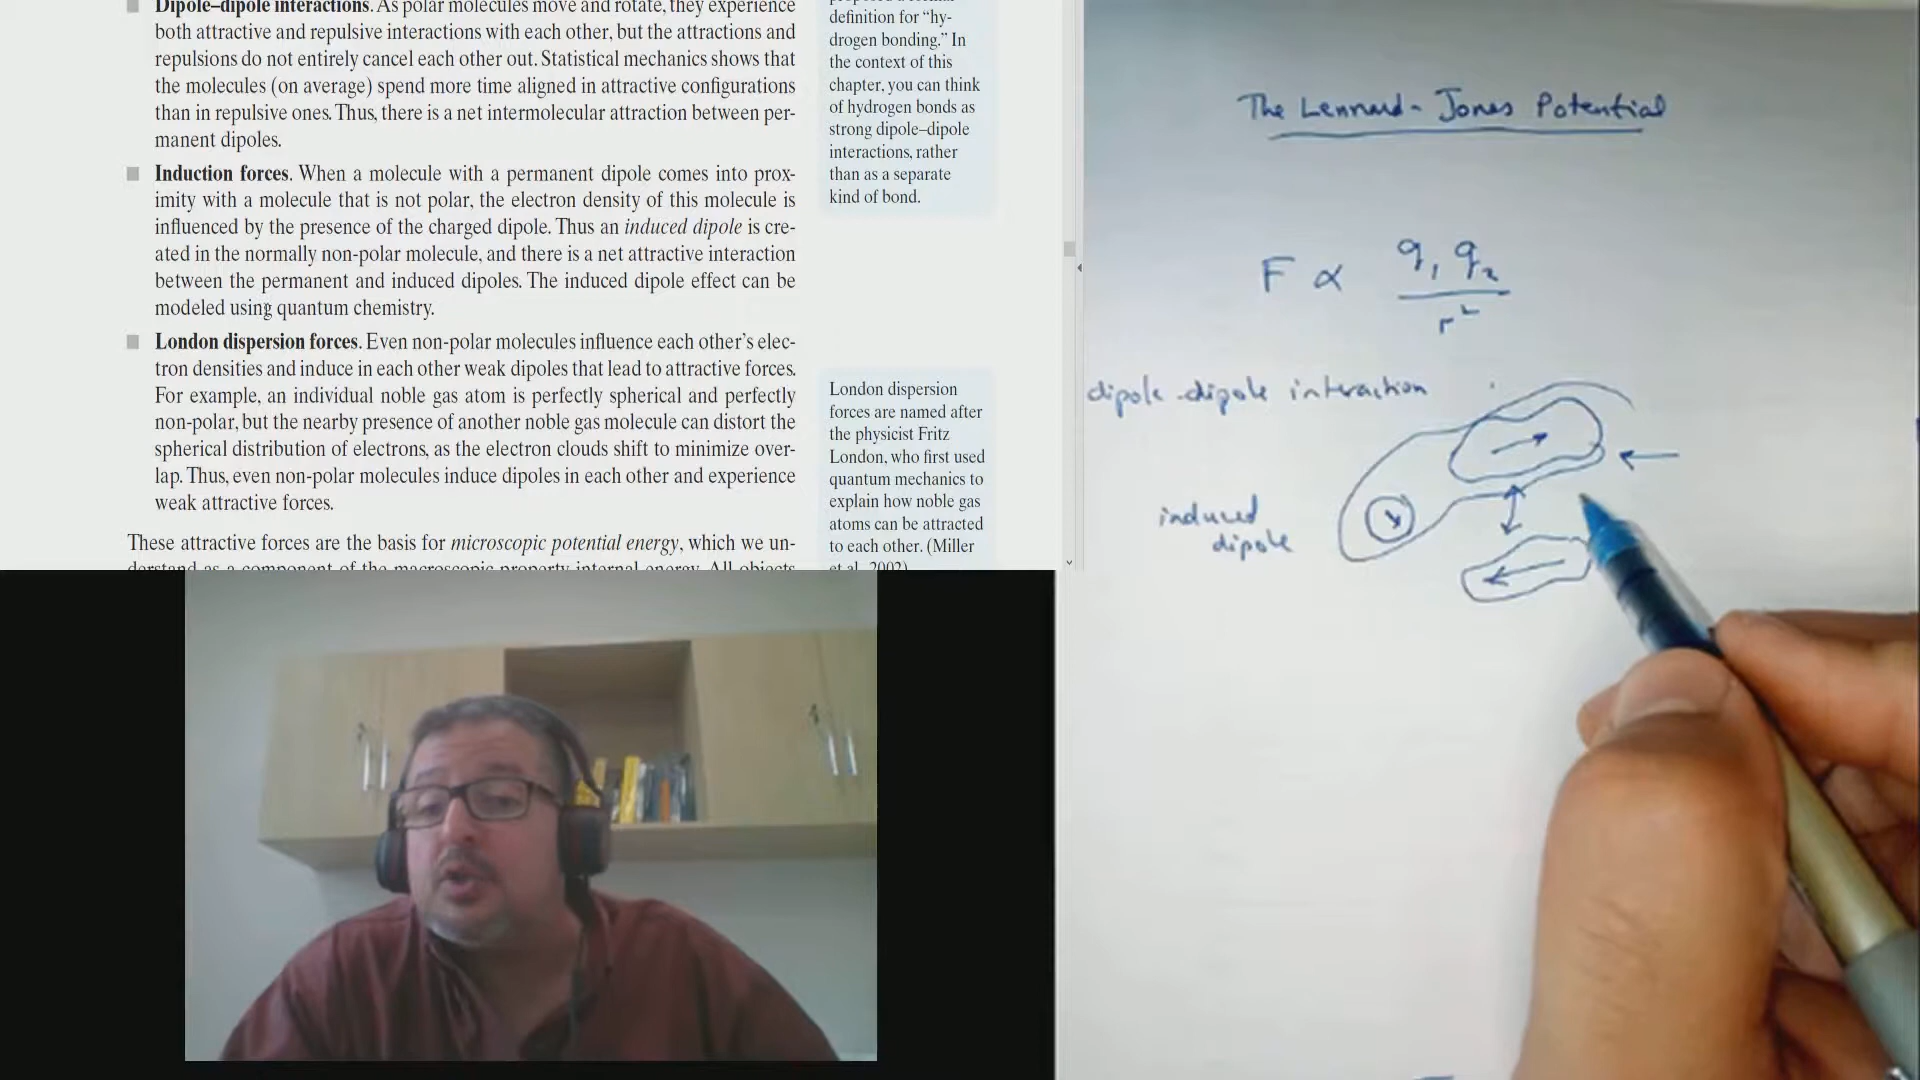 Dipole–dipole interactions. As polar molecules move and rotate, they experience
both attractive and repulsive interactions with each other, but the attractions and
repulsions do not entirely cancel each other out. Statistical mechanics shows that
the molecules (on average) spend more time aligned in attractive configurations
than in repulsive ones. Thus, there is a net intermolecular attraction between per-
manent dipoles.
Induction forces. When a molecule with a permanent dipole comes into prox-
imity with a molecule that is not polar, the electron density of this molecule is
influenced by the presence of the charged dipole. Thus an induced dipole is cre-
ated in the normally non-polar molecule, and there is a net attractive interaction
between the permanent and induced dipoles. The induced dipole effect can be
modeled using quantum chemistry.
London dispersion forces. Even non-polar molecules influence each other's elec-
tron densities and induce in each other weak dipoles that lead to attractive forces.
For example, an individual noble gas atom is perfectly spherical and perfectly
non-polar, but the nearby presence of another noble gas molecule can distort the
spherical distribution of electrons, as the electron clouds shift to minimize over-
lap. Thus, even non-polar molecules induce dipoles in each other and experience
weak attractive forces.
These attractive forces are the basis for microscopic potential energy, which we un-
derstand as a component of the macroscopic property internal energy. All objects
definition for “hy-
drogen bonding.” In
the context of this
chapter, you can think
of hydrogen bonds as
strong dipole–dipole
interactions, rather
than as a separate
kind of bond.
London dispersion
forces are named after
the physicist Fritz
London, who first used
quantum mechanics to
explain how noble gas
atoms can be attracted
to each other. (Miller
et al. 2002)
The Lennard-Jones Potential
F ∝ q₁ q₂
r²
dipole-dipole interaction
induced
dipole